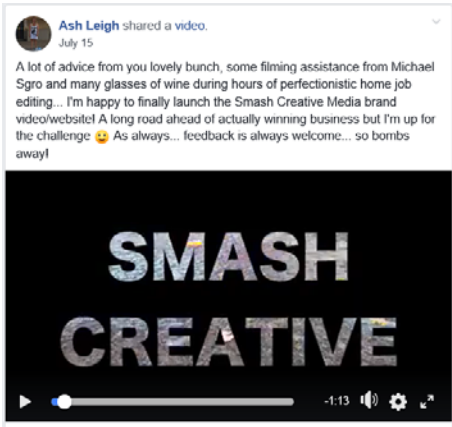 Ash Leigh shared a video.
July 15
A lot of advice from you lovely bunch, some filming assistance from Michael
Sgro and many glasses of wine during hours of perfectionistic home job
editing... I'm happy to finally launch the Smash Creative Media brand
video/website! A long road ahead of actually winning business but I'm up for
the challenge 🙂 As always... feedback is always welcome... so bombs
away!
SMASH
CREATIVE
-1:13